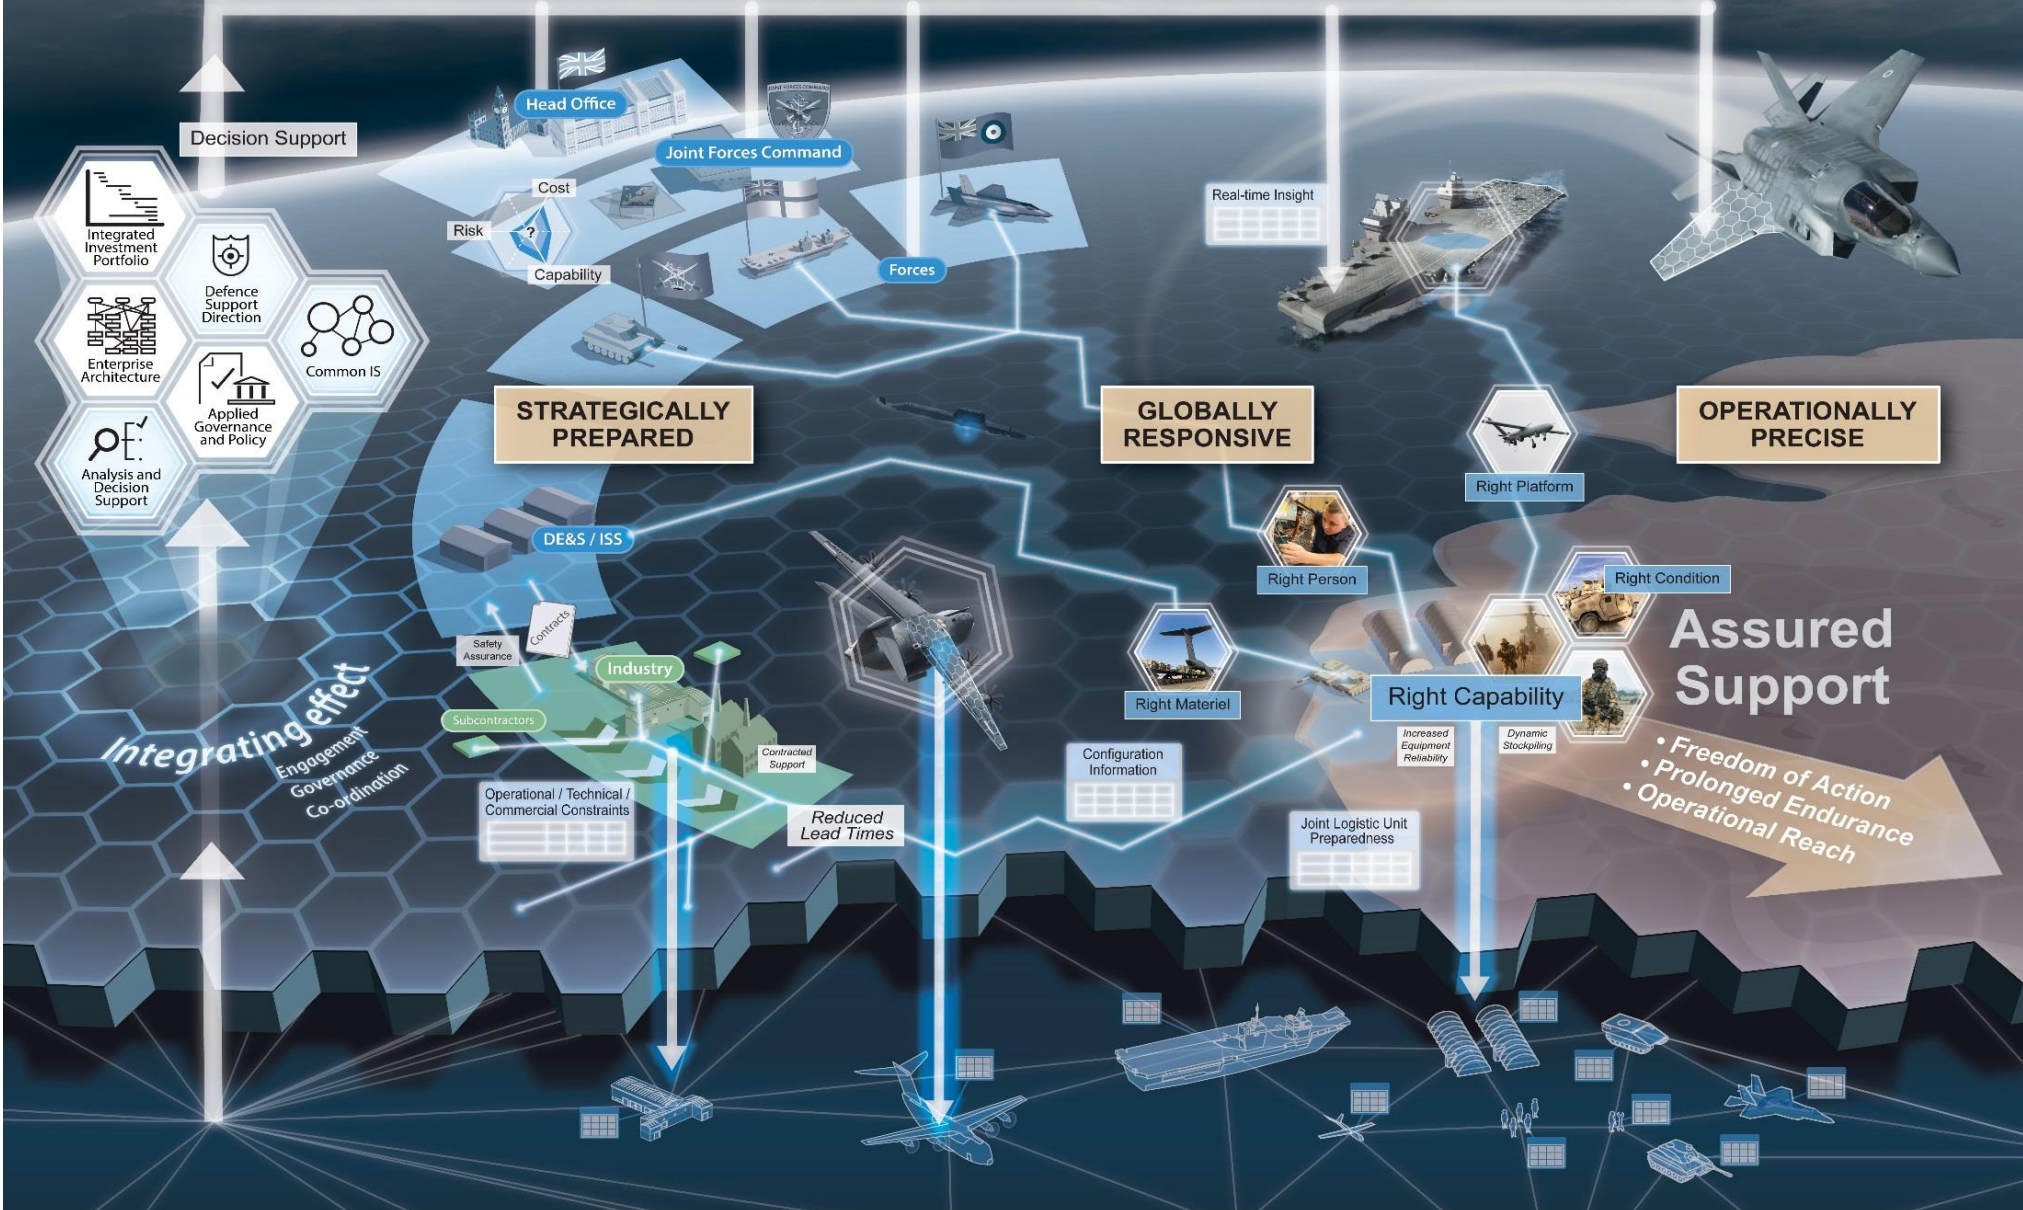 Head Office
JOINT FORCES COMMAND
Decision Support
Joint Forces Command
Integrated
Investment
Portfolio
Cost
Risk
?
Capability
Forces
Real-time Insight
Defence
Support
Direction
Enterprise
Architecture
Common IS
Applied
Governance
and Policy
Analysis and
Decision
Support
STRATEGICALLY
PREPARED
GLOBALLY
RESPONSIVE
OPERATIONALLY
PRECISE
Right Platform
DE&S / ISS
Right Person
Right Condition
Contracts
Safety
Assurance
Industry
Assured
Support
Right Materiel
Right Capability
Subcontractors
Integrating effect
Engagement
Governance
Co-ordination
Contracted
Support
Increased
Equipment
Reliability
Dynamic
Stockpiling
Configuration
Information
• Freedom of Action
• Prolonged Endurance
• Operational Reach
Operational / Technical /
Commercial Constraints
Reduced
Lead Times
Joint Logistic Unit
Preparedness